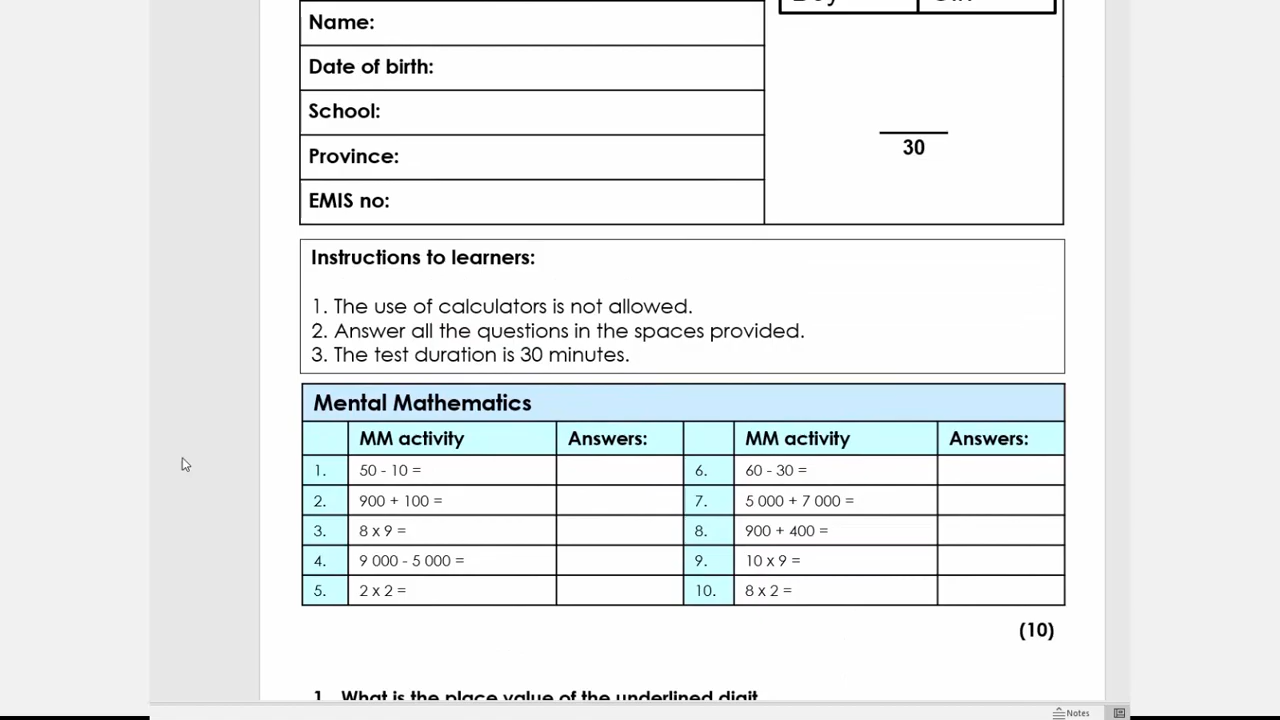 Name:
Date of birth:
School:
Province:
EMIS no:
30
Instructions to learners:
1. The use of calculators is not allowed.
2. Answer all the questions in the spaces provided.
3. The test duration is 30 minutes.
Mental Mathematics
MM activity Answers: MM activity Answers:
1. 50 - 10 = 6. 60 - 30 =
2. 900 + 100 = 7. 5 000 + 7 000 =
3. 8 x 9 = 8. 900 + 400 =
4. 9 000 - 5 000 = 9. 10 x 9 =
5. 2 x 2 = 10. 8 x 2 =
(10)
1. What is the place value of the underlined digit
Notes